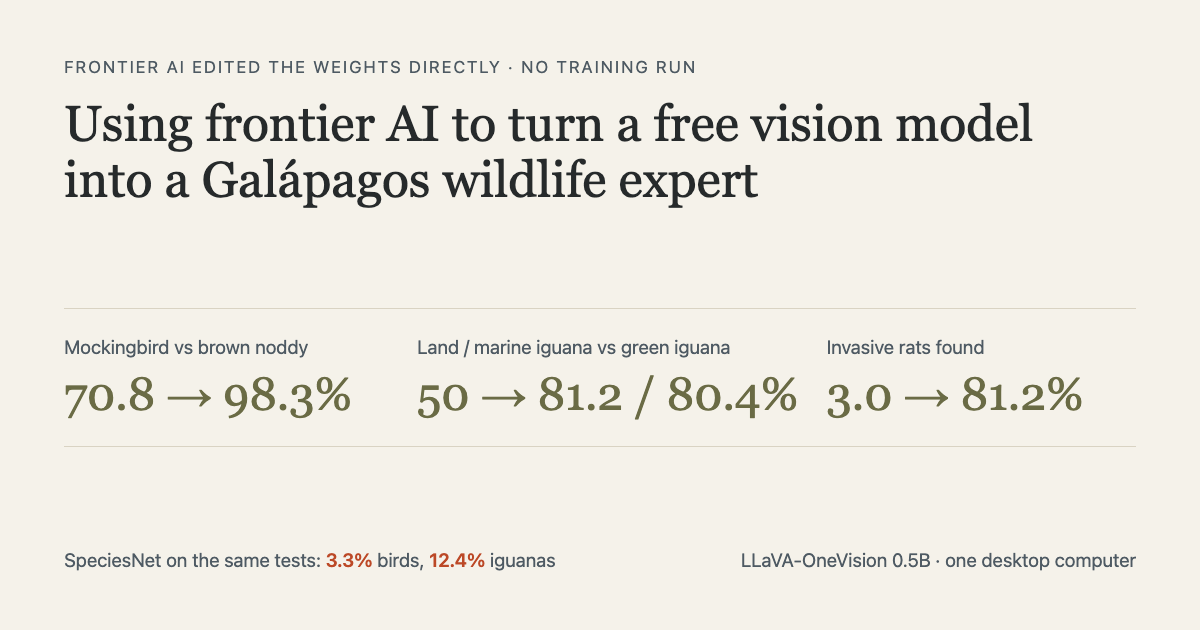 FRONTIER AI EDITED THE WEIGHTS DIRECTLY · NO TRAINING RUN
Using frontier AI to turn a free vision model
into a Galápagos wildlife expert
Mockingbird vs brown noddy
70.8 → 98.3%
Land / marine iguana vs green iguana
50 → 81.2 / 80.4%
Invasive rats found
3.0 → 81.2%
SpeciesNet on the same tests: 3.3% birds, 12.4% iguanas
LLaVA-OneVision 0.5B · one desktop computer